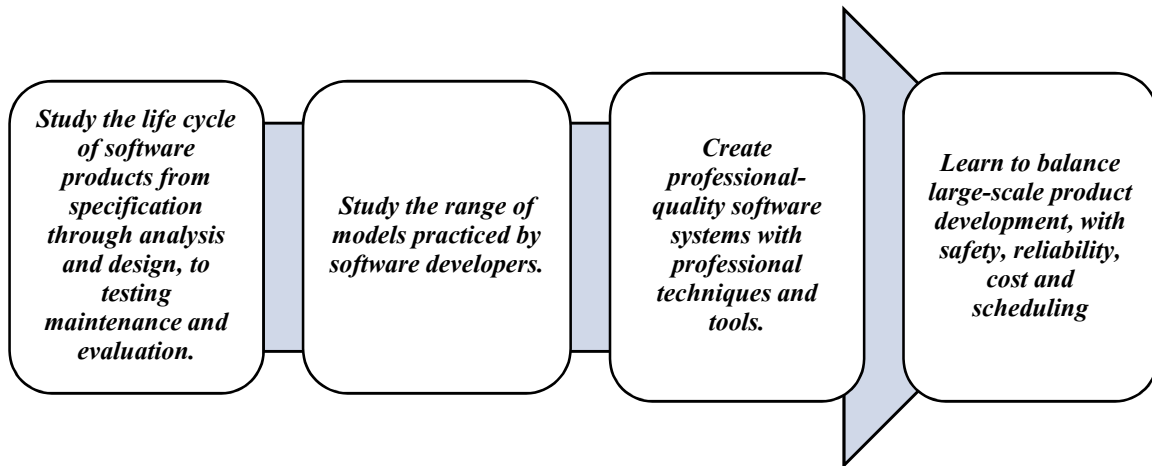 Study the life cycle
of software
products from
specification
through analysis
and design, to
testing
maintenance and
evaluation.
Study the range of
models practiced by
software developers.
Create
professional-
quality software
systems with
professional
techniques and
tools.
Learn to balance
large-scale product
development, with
safety, reliability,
cost and
scheduling